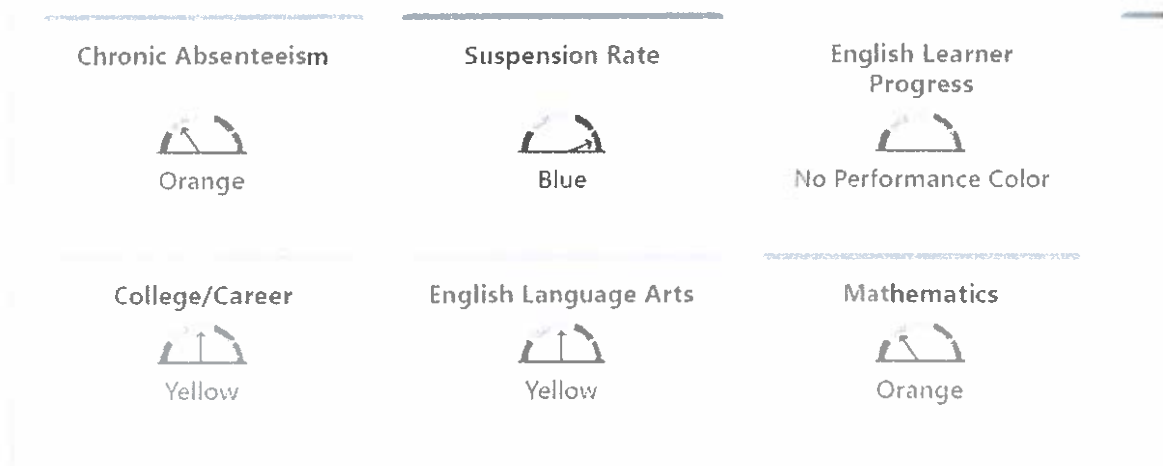 Chronic Absenteeism
Orange
Suspension Rate
Blue
English Learner
Progress
No Performance Color
College/Career
Yellow
English Language Arts
Yellow
Mathematics
Orange